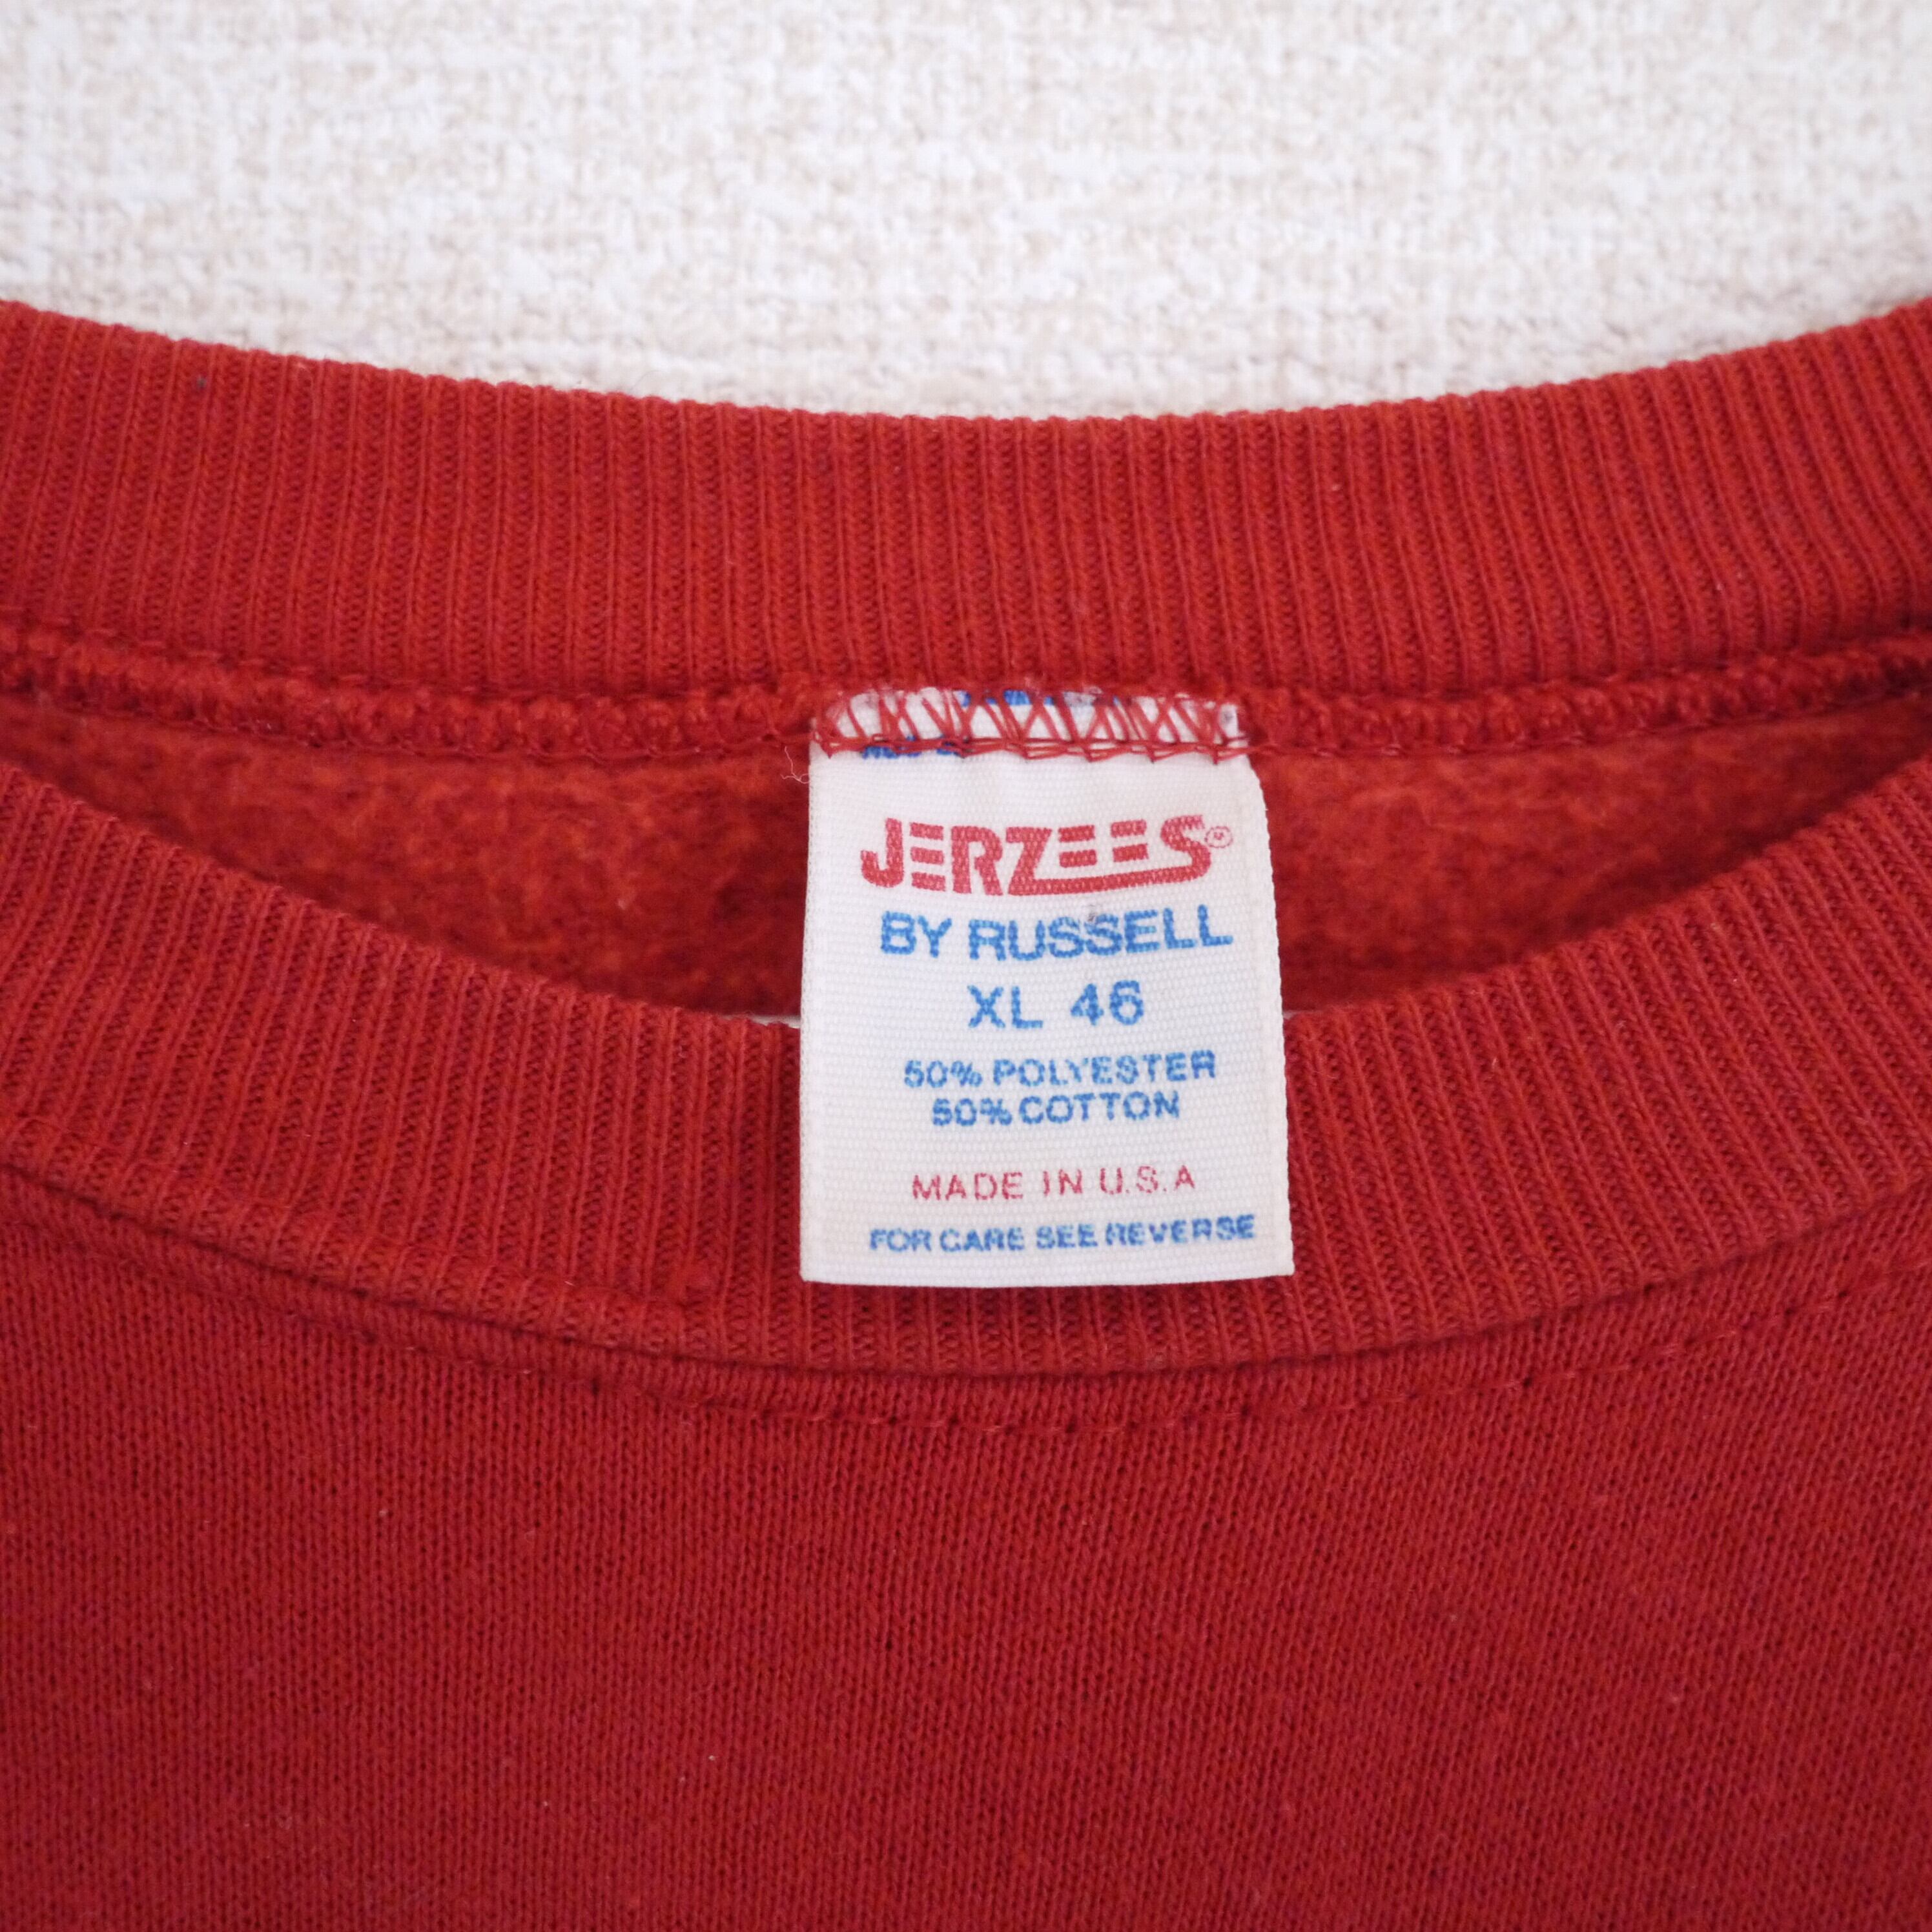 JERZEES®
BY RUSSELL
XL 46
50% POLYESTER
50% COTTON
MADE IN U.S.A
FOR CARE SEE REVERSE